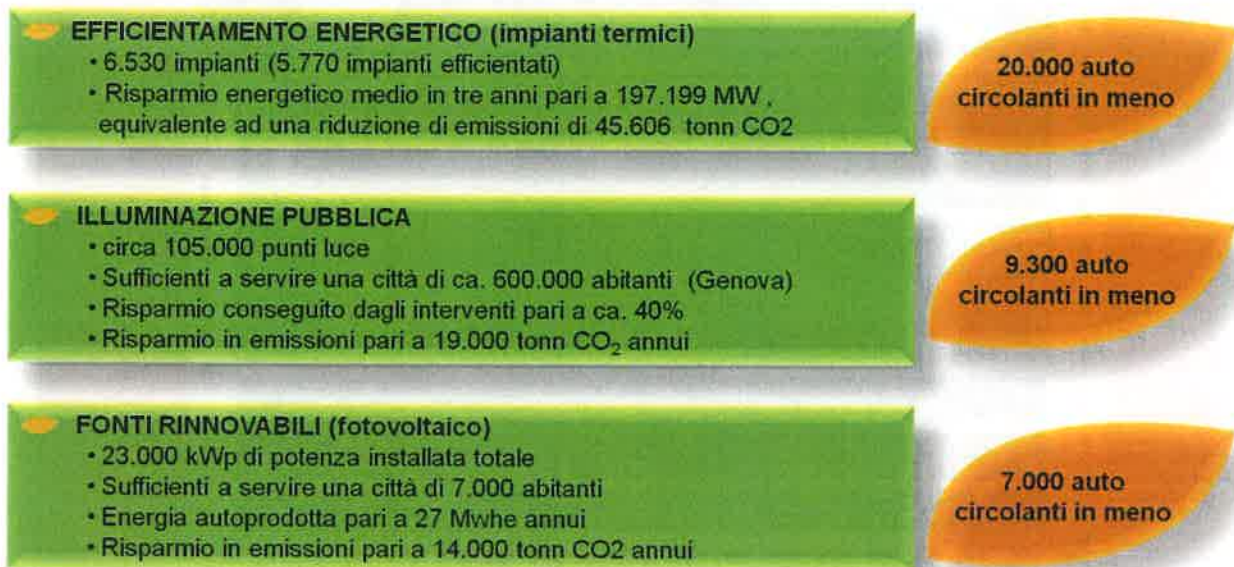 EFFICIENTAMENTO ENERGETICO (impianti termici)
• 6.530 impianti (5.770 impianti efficientati)
• Risparmio energetico medio in tre anni pari a 197.199 MW ,
equivalente ad una riduzione di emissioni di 45.606 tonn CO2
20.000 auto
circolanti in meno
ILLUMINAZIONE PUBBLICA
• circa 105.000 punti luce
• Sufficienti a servire una città di ca. 600.000 abitanti (Genova)
• Risparmio conseguito dagli interventi pari a ca. 40%
• Risparmio in emissioni pari a 19.000 tonn CO₂ annui
9.300 auto
circolanti in meno
FONTI RINNOVABILI (fotovoltaico)
• 23.000 kWp di potenza installata totale
• Sufficienti a servire una città di 7.000 abitanti
• Energia autoprodotta pari a 27 Mwhe annui
• Risparmio in emissioni pari a 14.000 tonn CO2 annui
7.000 auto
circolanti in meno